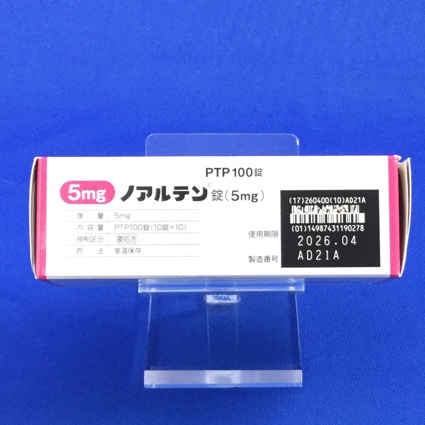 PTP 100錠
5mg ノアルテン®錠(5mg)
含量 5mg
内容量 PTP100錠(10錠×10)
規制区分 要処方
貯法 室温保存
(17)260400(10)AD21A
(01)14987431190278
使用期限 2026.04
製造番号 AD21A